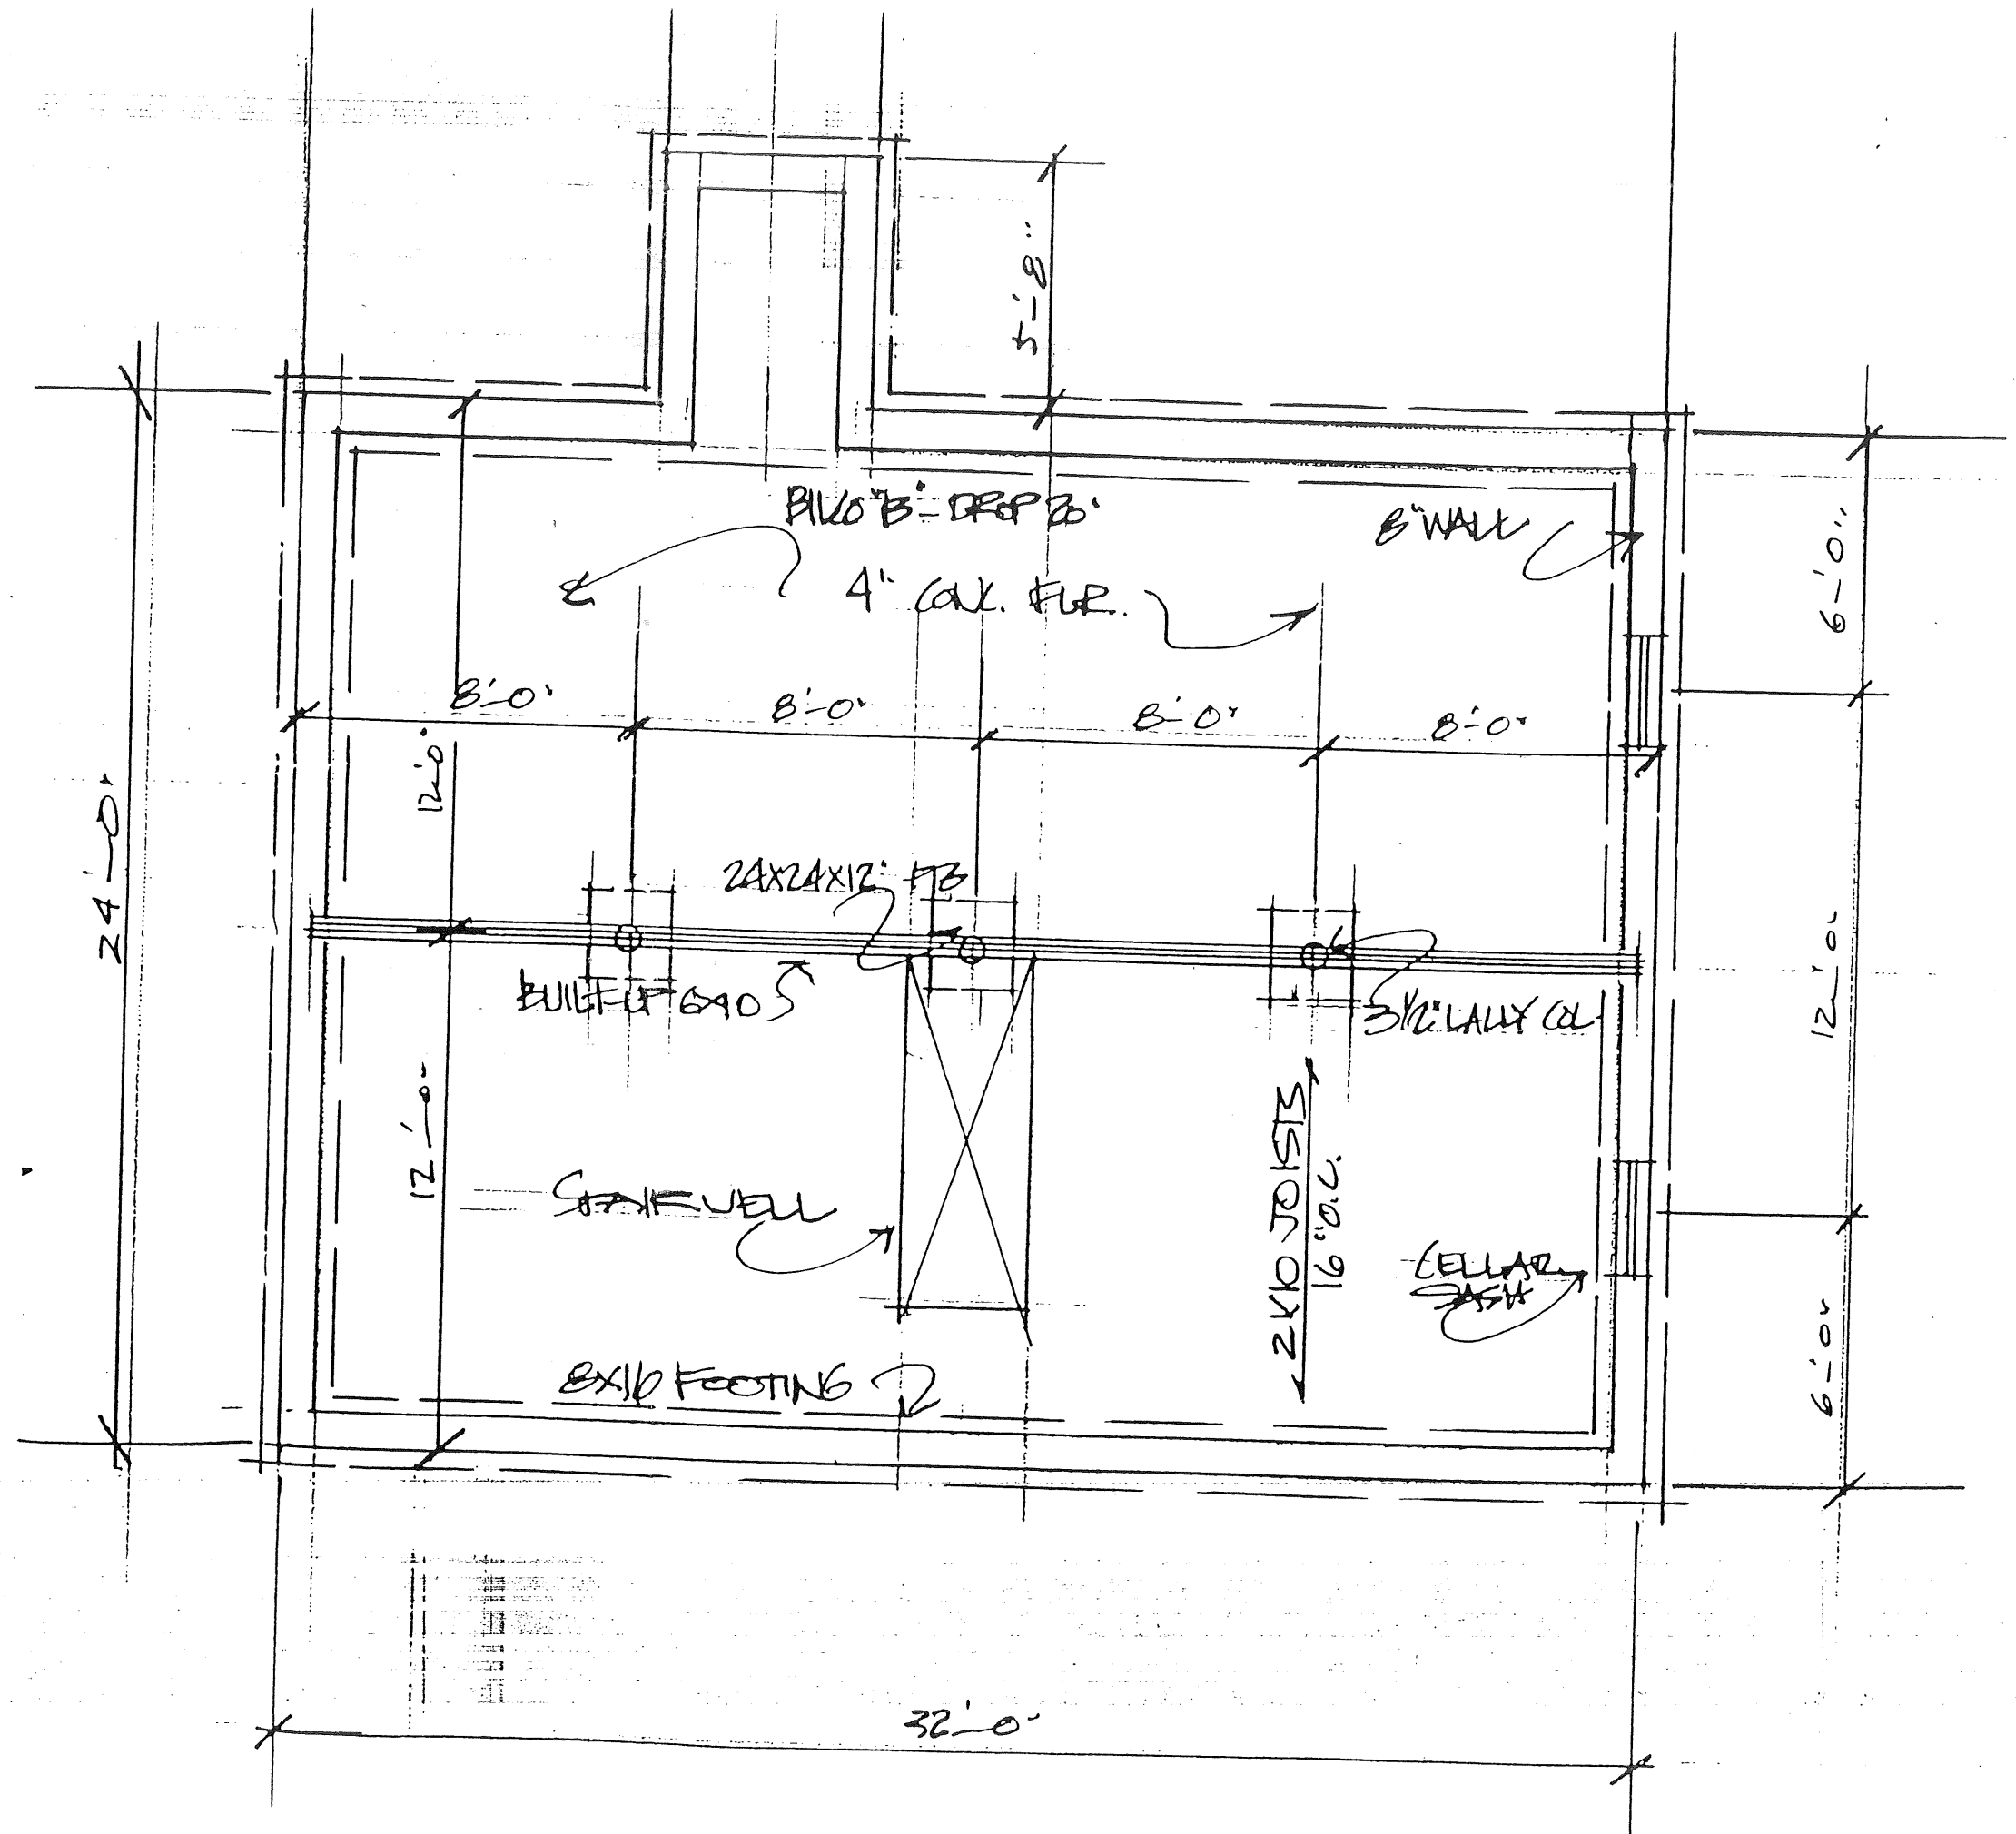 5'-8"
BILCO "B" - DROP 20"
8" WALL
4" CONC. FLR.
6'-0"
8'-0"
8'-0"
8'-0"
8'-0"
12'-0"
24'-0"
24X24X12"
BUILT-UP 6X10
3 1/2" LALLY COL.
12'-0"
12'-0"
STAIRWELL
2X10 JOISTS
16" O.C.
CELLAR
SASH
8X16 FOOTING
6'-0"
32'-0"